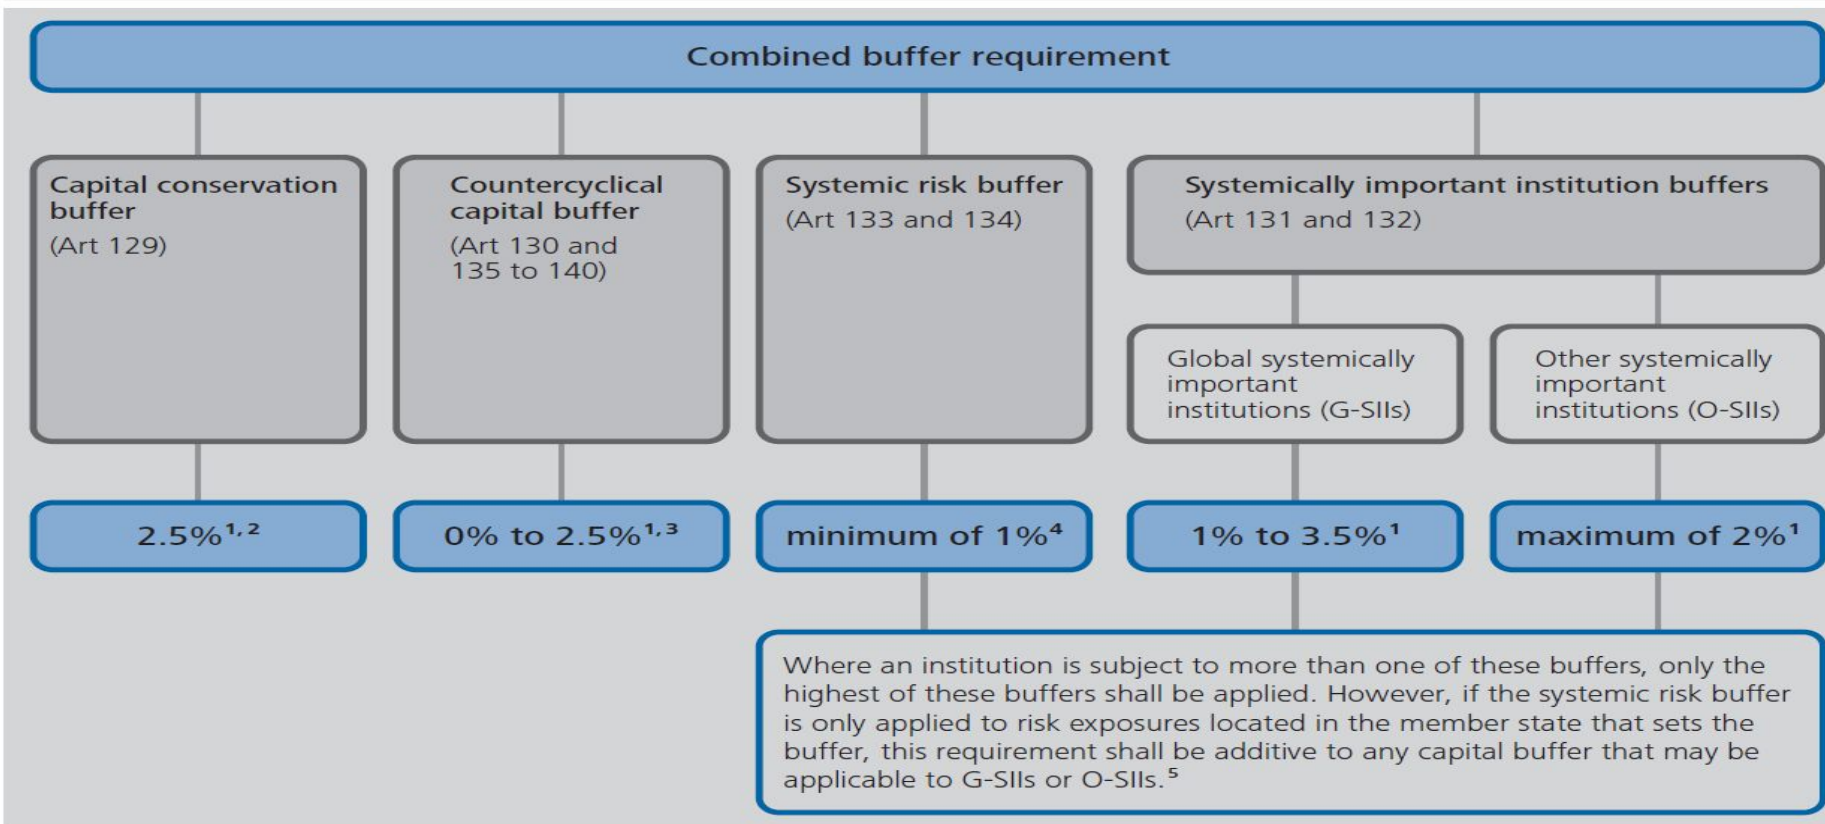 Combined buffer requirement
Capital conservation
buffer
(Art 129)
Countercyclical
capital buffer
(Art 130 and
135 to 140)
Systemic risk buffer
(Art 133 and 134)
Systemically important institution buffers
(Art 131 and 132)
Global systemically
important
institutions (G-SIIs)
Other systemically
important
institutions (O-SIIs)
2.5%¹,²
0% to 2.5%¹,³
minimum of 1%⁴
1% to 3.5%¹
maximum of 2%¹
Where an institution is subject to more than one of these buffers, only the
highest of these buffers shall be applied. However, if the systemic risk buffer
is only applied to risk exposures located in the member state that sets the
buffer, this requirement shall be additive to any capital buffer that may be
applicable to G-SIIs or O-SIIs.⁵